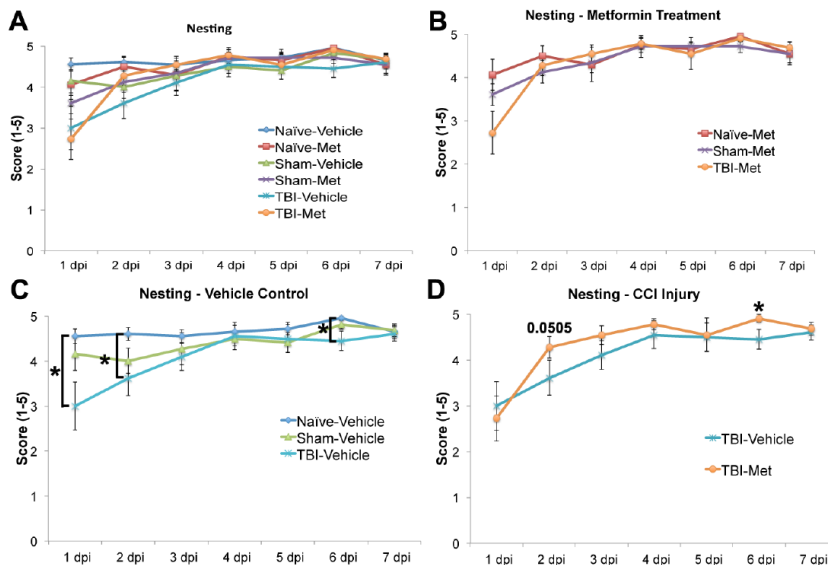 A
Nesting
Score (1-5)
5
4
3
2
1
0
1 dpi 2 dpi 3 dpi 4 dpi 5 dpi 6 dpi 7 dpi
Naïve-Vehicle
Naïve-Met
Sham-Vehicle
Sham-Met
TBI-Vehicle
TBI-Met
B
Nesting - Metformin Treatment
Score (1-5)
5
4
3
2
1
0
1 dpi 2 dpi 3 dpi 4 dpi 5 dpi 6 dpi 7 dpi
Naïve-Met
Sham-Met
TBI-Met
C
Nesting - Vehicle Control
Score (1-5)
5
4
3
2
1
0
* * *
1 dpi 2 dpi 3 dpi 4 dpi 5 dpi 6 dpi 7 dpi
Naïve-Vehicle
Sham-Vehicle
TBI-Vehicle
D
Nesting - CCI Injury
Score (1-5)
5
4
3
2
1
0
0.0505
*
1 dpi 2 dpi 3 dpi 4 dpi 5 dpi 6 dpi 7 dpi
TBI-Vehicle
TBI-Met